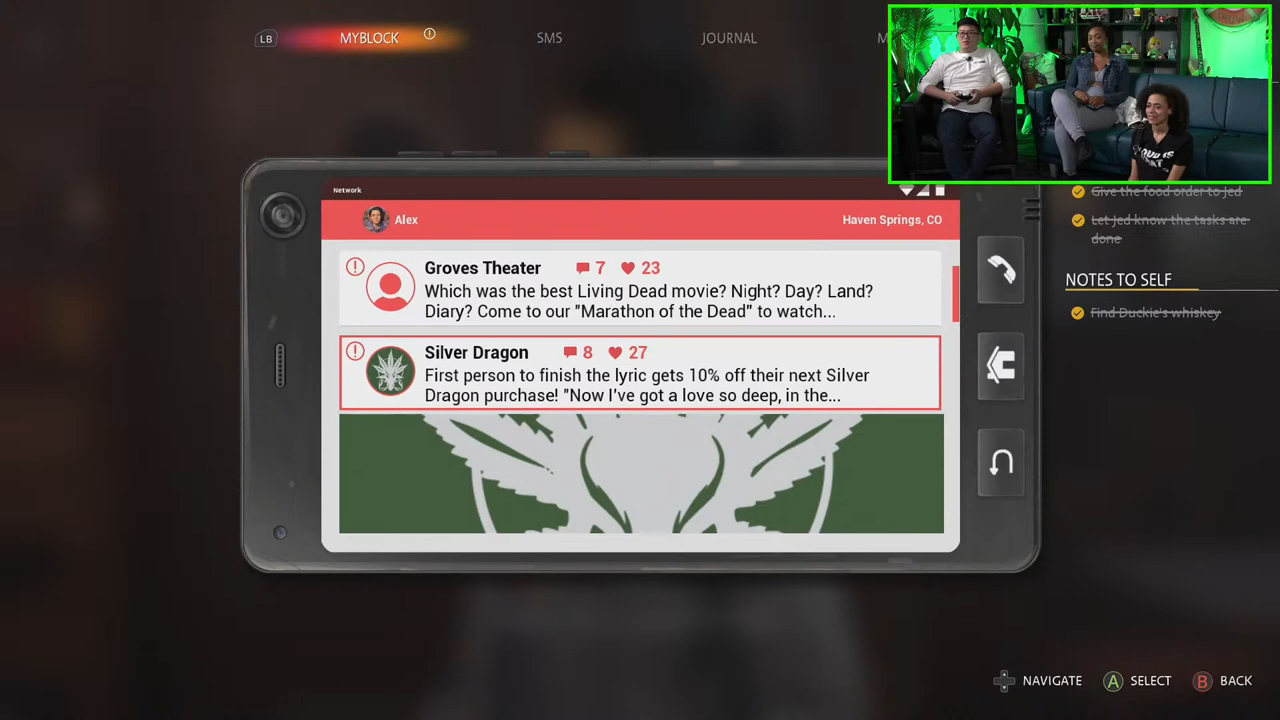 LB MYBLOCK SMS JOURNAL M
Network
Alex
Haven Springs, CO
Groves Theater 7 23
Which was the best Living Dead movie? Night? Day? Land?
Diary? Come to our "Marathon of the Dead" to watch...
Silver Dragon 8 27
First person to finish the lyric gets 10% off their next Silver
Dragon purchase! "Now I've got a love so deep, in the...
Give the food order to Jed
Let Jed know the tasks are
done
NOTES TO SELF
Find Duckie's whiskey
NAVIGATE A SELECT B BACK